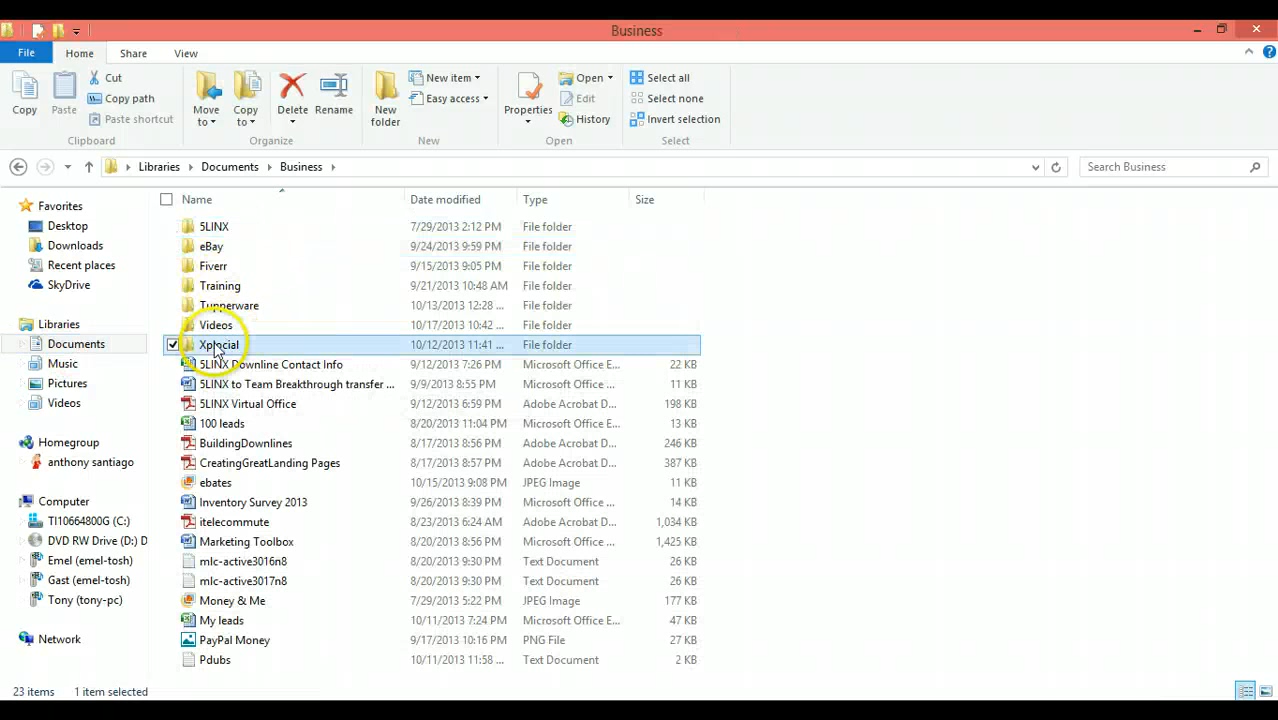 Business
File Home Share View
Copy
Paste
Cut
Copy path
Paste shortcut
Clipboard
Move to
Copy to
Delete
Rename
Organize
New folder
New item
Easy access
New
Properties
Open
Edit
History
Open
Select all
Select none
Invert selection
Select
Libraries Documents Business
Search Business
Favorites
Desktop
Downloads
Recent places
SkyDrive
Libraries
Documents
Music
Pictures
Videos
Homegroup
anthony santiago
Computer
TI10664800G (C:)
DVD RW Drive (D:) D
Emel (emel-tosh)
Gast (emel-tosh)
Tony (tony-pc)
Network
Name Date modified Type Size
5LINX 7/29/2013 2:12 PM File folder
eBay 9/24/2013 9:59 PM File folder
Fiverr 9/15/2013 9:05 PM File folder
Training 9/21/2013 10:48 AM File folder
Tupperware 10/13/2013 12:28 ... File folder
Videos 10/17/2013 10:42 ... File folder
Xplocial 10/12/2013 11:41 ... File folder
5LINX Downline Contact Info 9/12/2013 7:26 PM Microsoft Office E... 22 KB
5LINX to Team Breakthrough transfer ... 9/9/2013 8:55 PM Microsoft Office ... 11 KB
5LINX Virtual Office 9/12/2013 6:59 PM Adobe Acrobat D... 198 KB
100 leads 8/20/2013 11:04 PM Microsoft Office E... 13 KB
BuildingDownlines 8/17/2013 8:56 PM Adobe Acrobat D... 246 KB
CreatingGreatLanding Pages 8/17/2013 8:57 PM Adobe Acrobat D... 387 KB
ebates 10/15/2013 9:08 PM JPEG Image 11 KB
Inventory Survey 2013 9/26/2013 8:39 PM Microsoft Office ... 14 KB
itelecommute 8/23/2013 6:24 AM Adobe Acrobat D... 1,034 KB
Marketing Toolbox 8/20/2013 8:56 PM Microsoft Office ... 1,425 KB
mlc-active3016n8 8/20/2013 9:30 PM Text Document 26 KB
mlc-active3017n8 8/20/2013 9:30 PM Text Document 26 KB
Money & Me 7/29/2013 5:22 PM JPEG Image 177 KB
My leads 10/11/2013 7:24 PM Microsoft Office E... 47 KB
PayPal Money 9/17/2013 10:16 PM PNG File 27 KB
Pdubs 10/11/2013 11:58 ... Text Document 2 KB
23 items 1 item selected